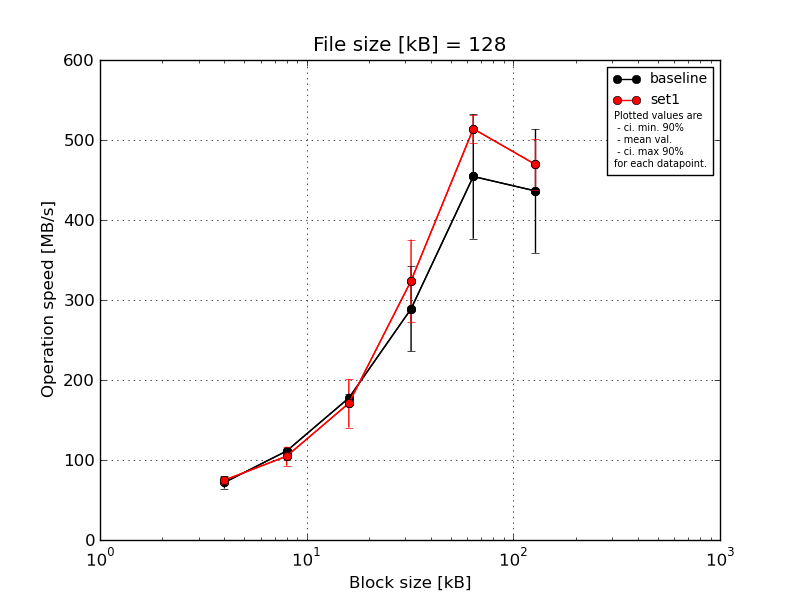 File size [kB] = 128
600
500
400
300
200
100
0
Operation speed [MB/s]
baseline
set1
Plotted values are
- ci. min. 90%
- mean val.
- ci. max 90%
for each datapoint.
10⁰ 10¹ 10² 10³
Block size [kB]